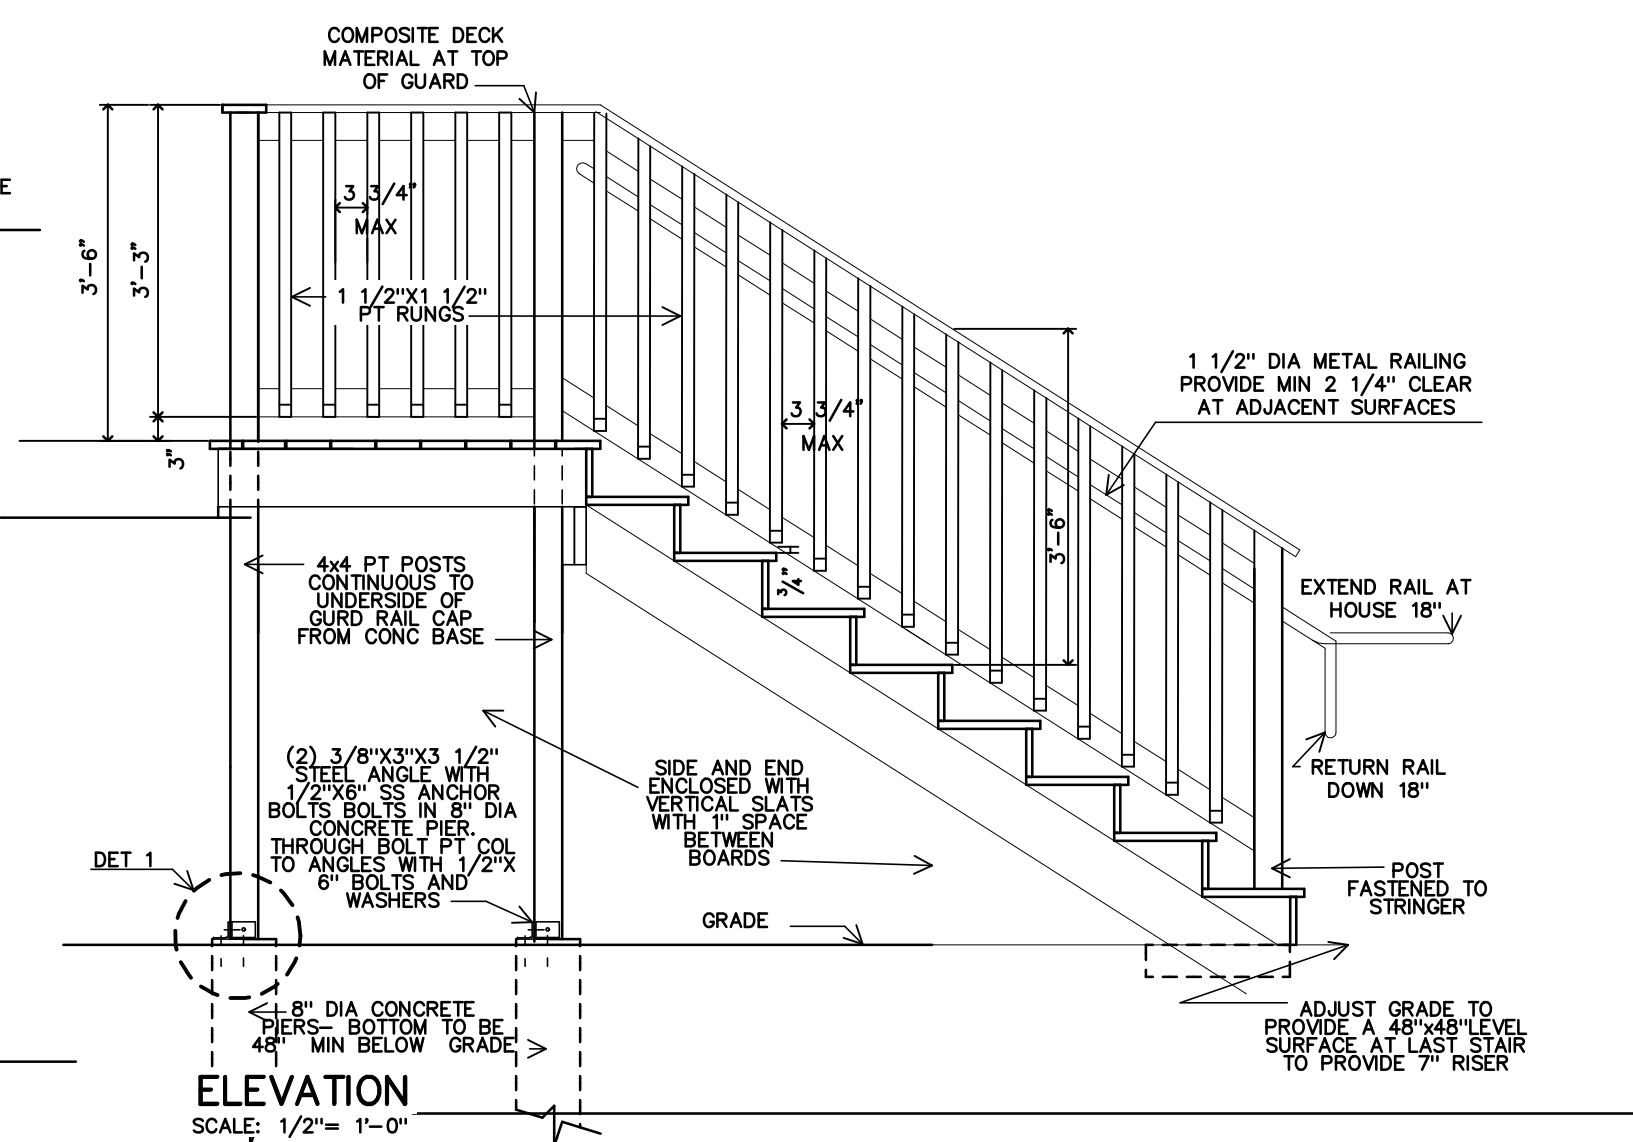 COMPOSITE DECK
MATERIAL AT TOP
OF GUARD
E
3'-6"
3'-3"
3"
3 3/4"
MAX
1 1/2"X1 1/2"
PT RUNGS
3 3/4"
MAX
3'-6"
3/4"
1 1/2" DIA METAL RAILING
PROVIDE MIN 2 1/4" CLEAR
AT ADJACENT SURFACES
4x4 PT POSTS
CONTINUOUS TO
UNDERSIDE OF
GURD RAIL CAP
FROM CONC BASE
EXTEND RAIL AT
HOUSE 18"
RETURN RAIL
DOWN 18"
(2) 3/8"X3"X3 1/2"
STEEL ANGLE WITH
1/2"X6" SS ANCHOR
BOLTS BOLTS IN 8" DIA
CONCRETE PIER.
THROUGH BOLT PT COL
TO ANGLES WITH 1/2"X
6" BOLTS AND
WASHERS
SIDE AND END
ENCLOSED WITH
VERTICAL SLATS
WITH 1" SPACE
BETWEEN
BOARDS
DET 1
POST
FASTENED TO
STRINGER
GRADE
8" DIA CONCRETE
PIERS- BOTTOM TO BE
48" MIN BELOW GRADE
ADJUST GRADE TO
PROVIDE A 48"x48"LEVEL
SURFACE AT LAST STAIR
TO PROVIDE 7" RISER
ELEVATION
SCALE: 1/2"= 1'-0"